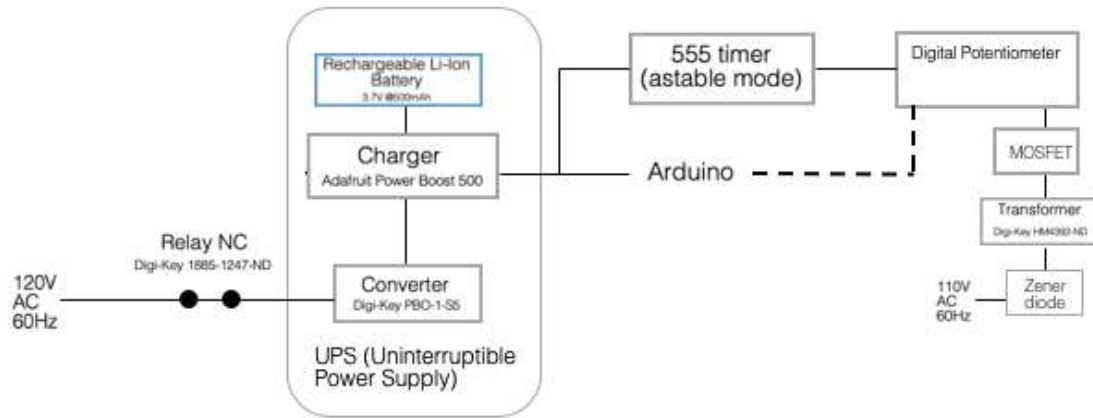 Rechargeable Li-Ion
Battery
3.7V @500mAh
Charger
Adafruit Power Boost 500
Relay NC
Digi-Key 1885-1247-ND
120V
AC
60Hz
Converter
Digi-Key PBO-1-S5
UPS (Uninterruptible
Power Supply)
555 timer
(astable mode)
Digital Potentiometer
Arduino
MOSFET
Transformer
Digi-Key HM4392-ND
110V
AC
60Hz
Zener
diode